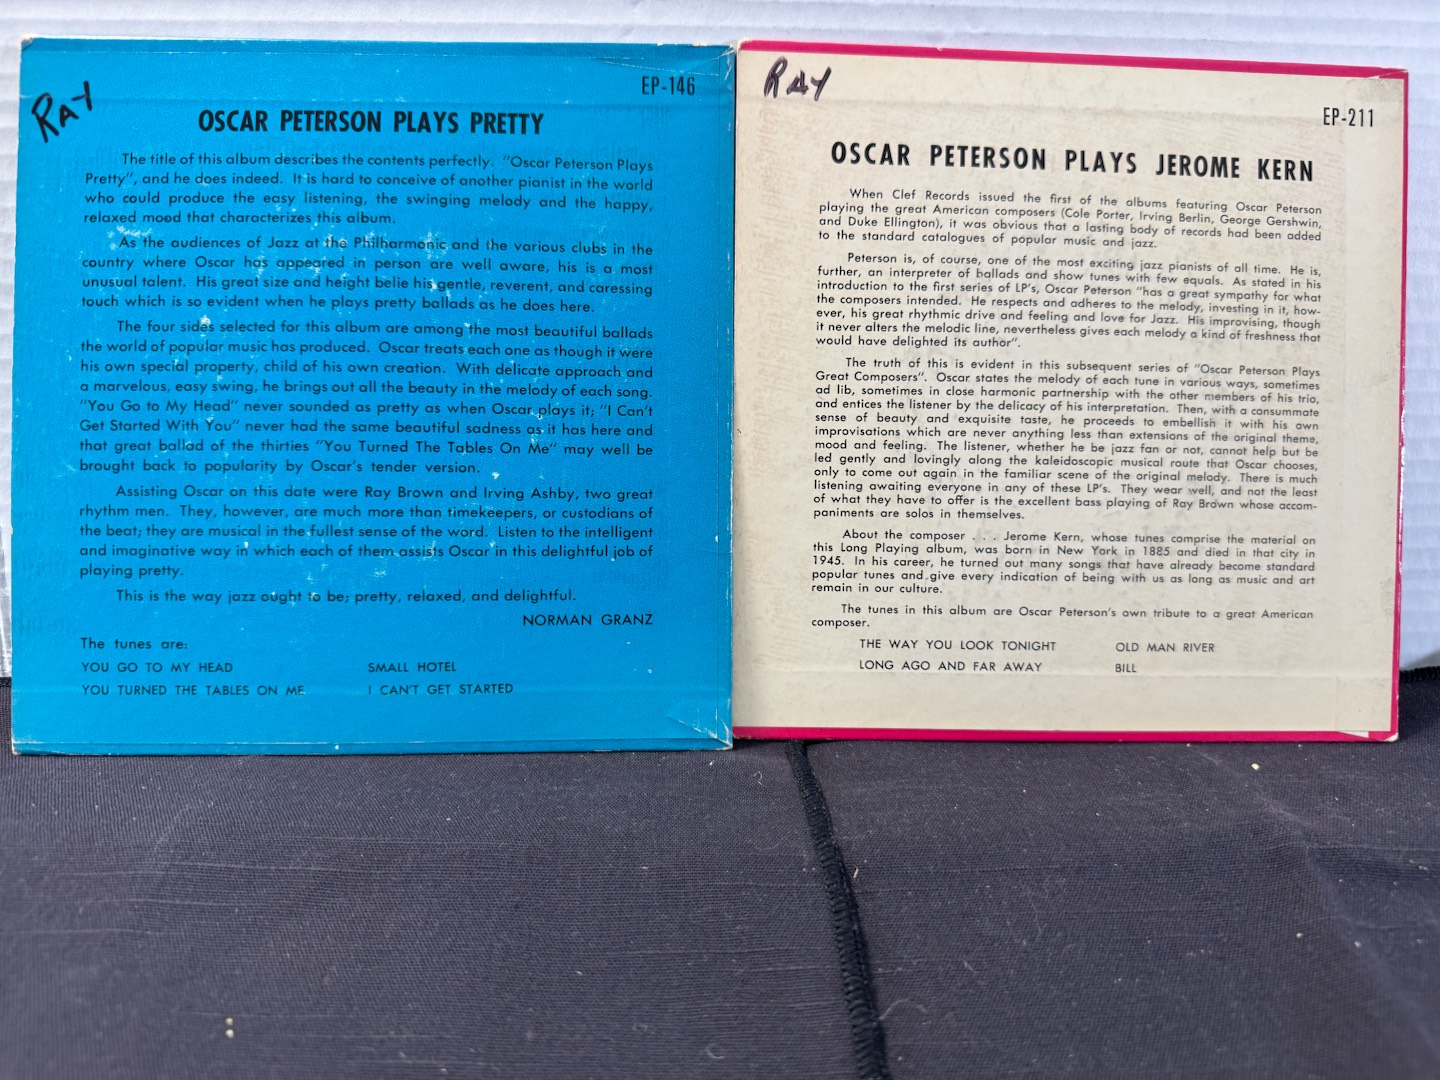 RAY
EP-146
OSCAR PETERSON PLAYS PRETTY
The title of this album describes the contents perfectly. "Oscar Peterson Plays
Pretty", and he does indeed. It is hard to conceive of another pianist in the world
who could produce the easy listening, the swinging melody and the happy,
relaxed mood that characterizes this album.
As the audiences of Jazz at the Philharmonic and the various clubs in the
country where Oscar has appeared in person are well aware, his is a most
unusual talent. His great size and height belie his gentle, reverent, and caressing
touch which is so evident when he plays pretty ballads as he does here.
The four sides selected for this album are among the most beautiful ballads
the world of popular music has produced. Oscar treats each one as though it were
his own special property, child of his own creation. With delicate approach and
a marvelous, easy swing, he brings out all the beauty in the melody of each song.
"You Go to My Head" never sounded as pretty as when Oscar plays it; "I Can't
Get Started With You" never had the same beautiful sadness as it has here and
that great ballad of the thirties "You Turned The Tables On Me" may well be
brought back to popularity by Oscar's tender version.
Assisting Oscar on this date were Ray Brown and Irving Ashby, two great
rhythm men. They, however, are much more than timekeepers, or custodians of
the beat; they are musical in the fullest sense of the word. Listen to the intelligent
and imaginative way in which each of them assists Oscar in this delightful job of
playing pretty.
This is the way jazz ought to be; pretty, relaxed, and delightful.
NORMAN GRANZ
The tunes are:
YOU GO TO MY HEAD SMALL HOTEL
YOU TURNED THE TABLES ON ME I CAN'T GET STARTED
RAY
EP-211
OSCAR PETERSON PLAYS JEROME KERN
When Clef Records issued the first of the albums featuring Oscar Peterson
playing the great American composers (Cole Porter, Irving Berlin, George Gershwin,
and Duke Ellington), it was obvious that a lasting body of records had been added
to the standard catalogues of popular music and jazz.
Peterson is, of course, one of the most exciting jazz pianists of all time. He is,
further, an interpreter of ballads and show tunes with few equals. As stated in his
introduction to the first series of LP's, Oscar Peterson "has a great sympathy for what
the composers intended. He respects and adheres to the melody, investing in it, how-
ever, his great rhythmic drive and feeling and love for Jazz. His improvising, though
it never alters the melodic line, nevertheless gives each melody a kind of freshness that
would have delighted its author".
The truth of this is evident in this subsequent series of "Oscar Peterson Plays
Great Composers". Oscar states the melody of each tune in various ways, sometimes
ad lib, sometimes in close harmonic partnership with the other members of his trio,
and entices the listener by the delicacy of his interpretation. Then, with a consummate
sense of beauty and exquisite taste, he proceeds to embellish it with his own
improvisations which are never anything less than extensions of the original theme,
mood and feeling. The listener, whether he be jazz fan or not, cannot help but be
led gently and lovingly along the kaleidoscopic musical route that Oscar chooses,
only to come out again in the familiar scene of the original melody. There is much
listening awaiting everyone in any of these LP's. They wear well, and not the least
of what they have to offer is the excellent bass playing of Ray Brown whose accom-
paniments are solos in themselves.
About the composer . . . Jerome Kern, whose tunes comprise the material on
this Long Playing album, was born in New York in 1885 and died in that city in
1945. In his career, he turned out many songs that have already become standard
popular tunes and give every indication of being with us as long as music and art
remain in our culture.
The tunes in this album are Oscar Peterson's own tribute to a great American
composer.
THE WAY YOU LOOK TONIGHT OLD MAN RIVER
LONG AGO AND FAR AWAY BILL